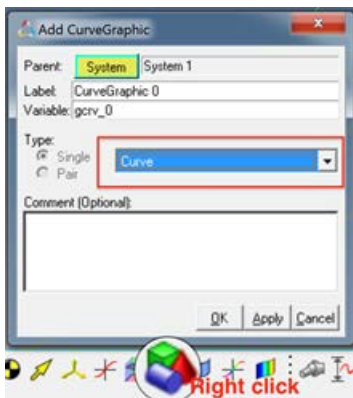 Add CurveGraphic
Parent: System System 1
Label: CurveGraphic 0
Variable: gcrv_0
Type:
Single
Curve
Pair
Comment (Optional):
OK Apply Cancel
Right click